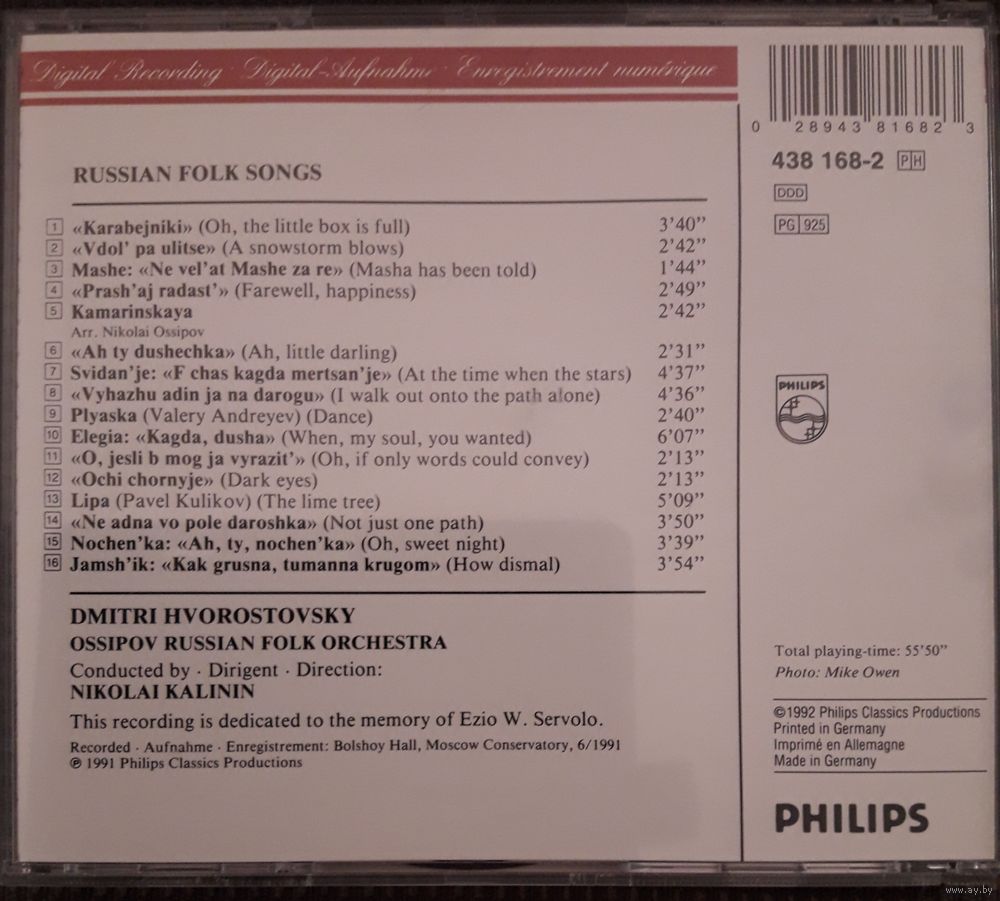 Digital Recording · Digital-Aufnahme · Enregistrement numérique
RUSSIAN FOLK SONGS
1 «Karabejniki» (Oh, the little box is full) 3’40”
2 «Vdol’ pa ulitse» (A snowstorm blows) 2’42”
3 Mashe: «Ne vel’at Mashe za re» (Masha has been told) 1’44”
4 «Prash’aj radast’» (Farewell, happiness) 2’49”
5 Kamarinskaya 2’42”
Arr. Nikolai Ossipov
6 «Ah ty dushechka» (Ah, little darling) 2’31”
7 Svidan’je: «F chas kagda mertsan’je» (At the time when the stars) 4’37”
8 «Vyhazhu adin ja na darogu» (I walk out onto the path alone) 4’36”
9 Plyaska (Valery Andreyev) (Dance) 2’40”
10 Elegia: «Kagda, dusha» (When, my soul, you wanted) 6’07”
11 «O, jesli b mog ja vyrazit’» (Oh, if only words could convey) 2’13”
12 «Ochi chornyje» (Dark eyes) 2’13”
13 Lipa (Pavel Kulikov) (The lime tree) 5’09”
14 «Ne adna vo pole daroshka» (Not just one path) 3’50”
15 Nochen’ka: «Ah, ty, nochen’ka» (Oh, sweet night) 3’39”
16 Jamsh’ik: «Kak grusna, tumanna krugom» (How dismal) 3’54”
DMITRI HVOROSTOVSKY
OSSIPOV RUSSIAN FOLK ORCHESTRA
Conducted by · Dirigent · Direction:
NIKOLAI KALININ
This recording is dedicated to the memory of Ezio W. Servolo.
Recorded · Aufnahme · Enregistrement: Bolshoy Hall, Moscow Conservatory, 6/1991
℗ 1991 Philips Classics Productions
0 28943 81682 3
438 168-2 PH
DDD
PG 925
PHILIPS
Total playing-time: 55’50”
Photo: Mike Owen
©1992 Philips Classics Productions
Printed in Germany
Imprimé en Allemagne
Made in Germany
PHILIPS
www.ay.by